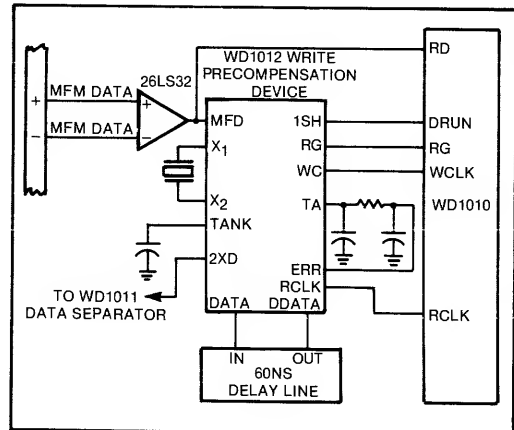 WD1012 WRITE
PRECOMPENSATION
DEVICE
26LS32
RD
+ MFM DATA +
− MFM DATA −
MFD
1SH
DRUN
X1
RG
RG
WC
WCLK
X2
TA
WD1010
TANK
2XD
ERR
RCLK
TO WD1011
DATA SEPARATOR
DATA
DDATA
RCLK
IN
OUT
60NS
DELAY LINE